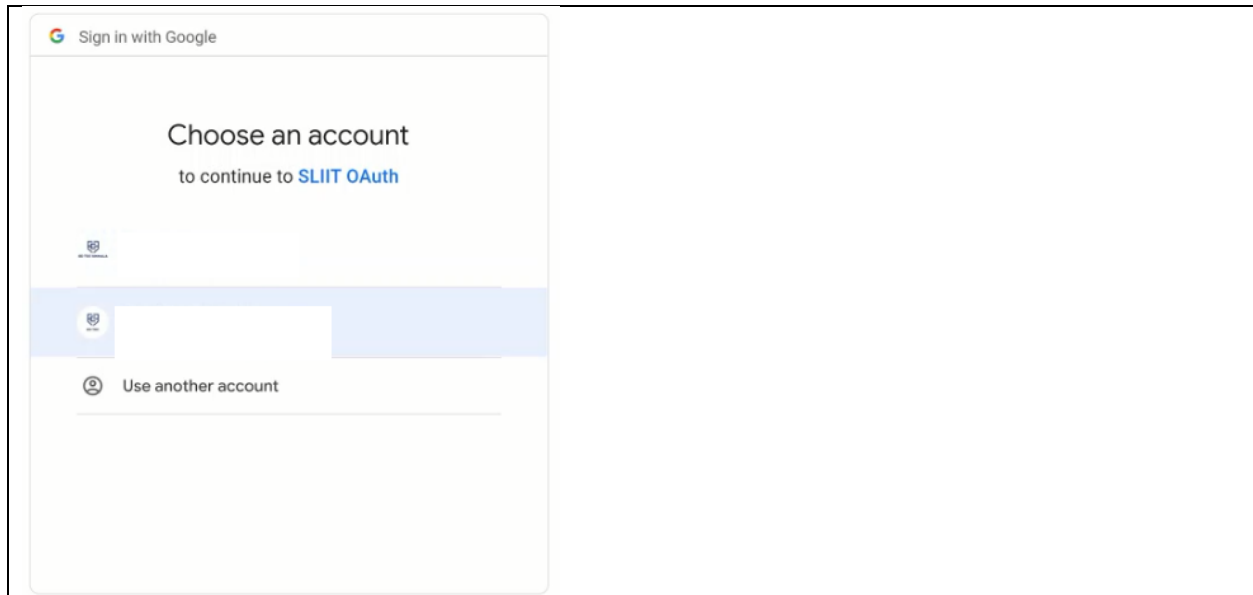 Sign in with Google
Choose an account
to continue to SLIIT OAuth
Use another account